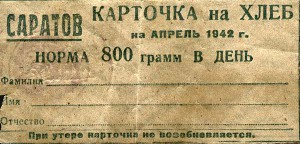 САРАТОВ
КАРТОЧКА на ХЛЕБ
на АПРЕЛЬ 1942 г.
НОРМА 800 грамм В ДЕНЬ
Фамилия
Имя
Отчество
При утере карточка не возобновляется.